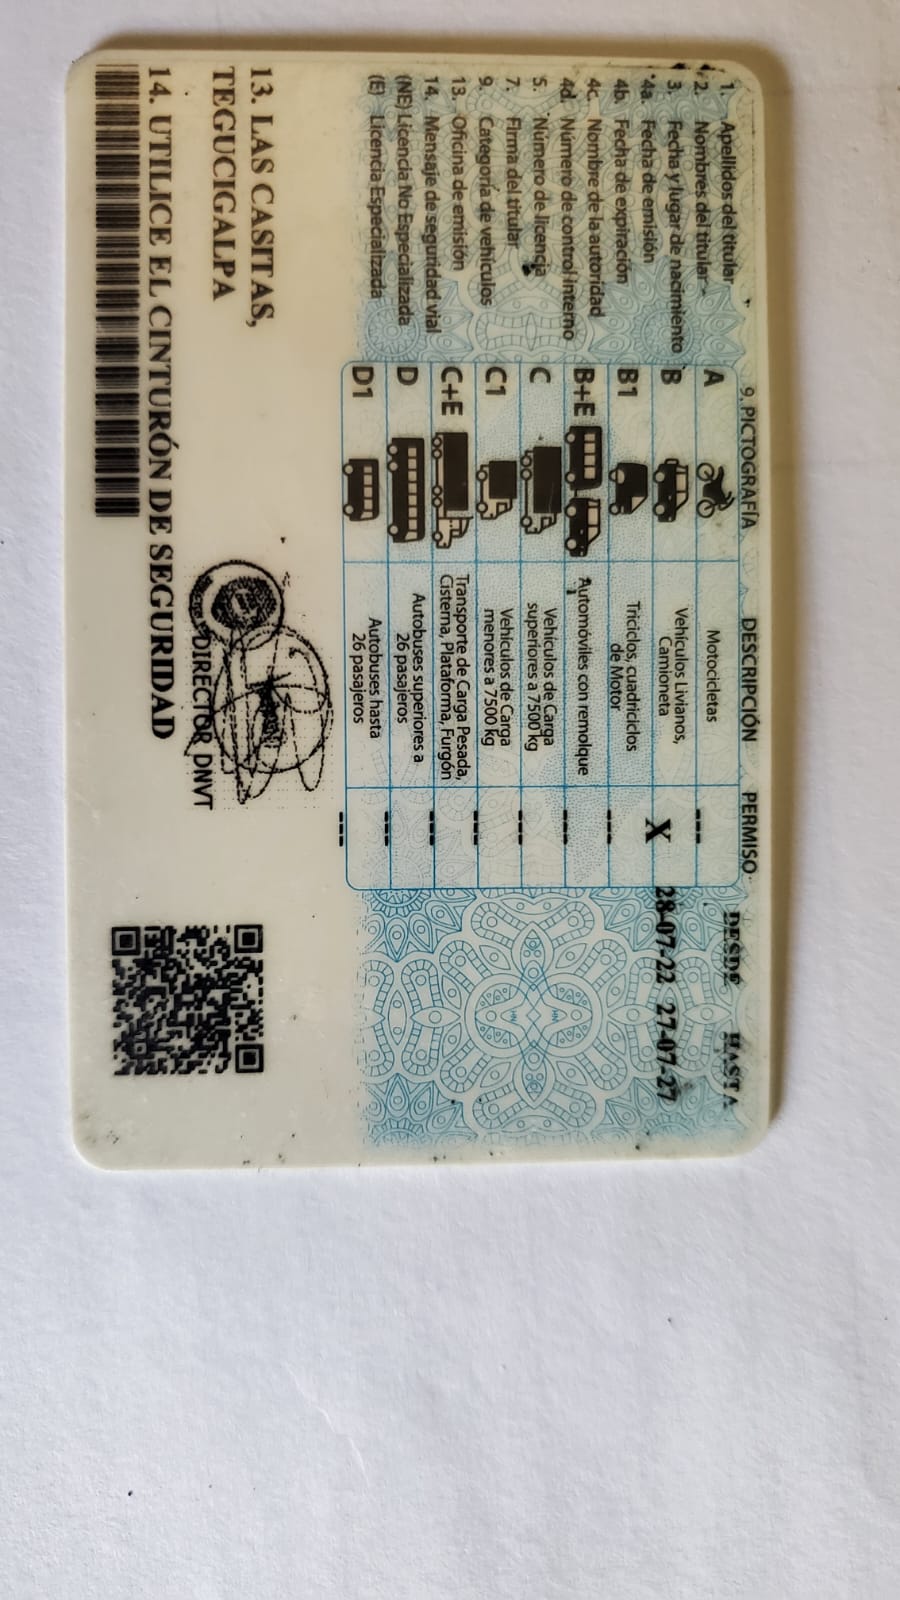 1. Apellidos del titular
2. Nombres del titular
3. Fecha y lugar de nacimiento
4a. Fecha de emisión
4b. Fecha de expiración
4c. Nombre de la autoridad
4d. Número de control interno
5. Número de licencia
7. Firma del titular
9. Categoría de vehículos
13. Oficina de emisión
14. Mensaje de seguridad vial
(NE) Licencia No Especializada
(E) Licencia Especializada
9. PICTOGRAFÍA DESCRIPCIÓN PERMISO DESDE HASTA
A Motocicletas ---
B Vehículos Livianos, Camioneta X 28-07-22 27-07-27
B1 Triciclos, cuadriciclos de Motor ---
B+E Automóviles con remolque ---
C Vehículos de Carga superiores a 7500 kg ---
C1 Vehículos de Carga menores a 7500 kg ---
C+E Transporte de Carga Pesada, Cisterna, Plataforma, Furgón ---
D Autobuses superiores a 26 pasajeros ---
D1 Autobuses hasta 26 pasajeros ---
13. LAS CASITAS,
TEGUCIGALPA
DIRECTOR DNVT
14. UTILICE EL CINTURÓN DE SEGURIDAD